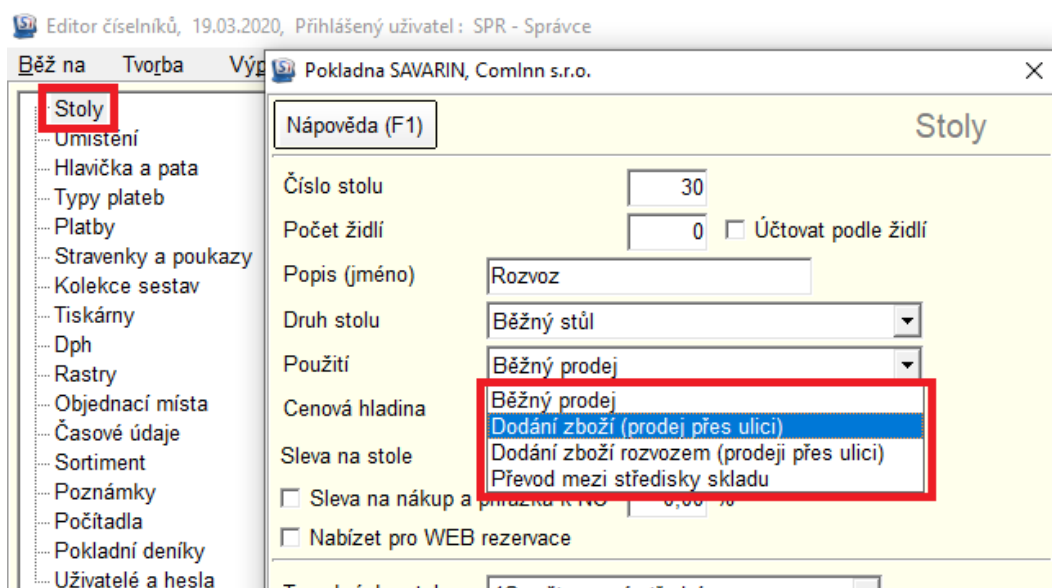 Editor číselníků, 19.03.2020, Přihlášený uživatel : SPR - Správce
Běž na Tvorba
Pokladna SAVARIN, ComInn s.r.o.
Stoly
Umístění
Hlavička a pata
Typy plateb
Platby
Stravenky a poukazy
Kolekce sestav
Tiskárny
Dph
Rastry
Objednací místa
Časové údaje
Sortiment
Poznámky
Počítadla
Pokladní deníky
Uživatelé a hesla
Nápověda (F1)
Stoly
Číslo stolu 30
Počet židlí 0 Účtovat podle židlí
Popis (jméno) Rozvoz
Druh stolu Běžný stůl
Použití Běžný prodej
Běžný prodej
Dodání zboží (prodej přes ulici)
Dodání zboží rozvozem (prodeji přes ulici)
Převod mezi středisky skladu
Cenová hladina
Sleva na stole
Sleva na nákup a přirážka k NC 0,00 %
Nabízet pro WEB rezervace